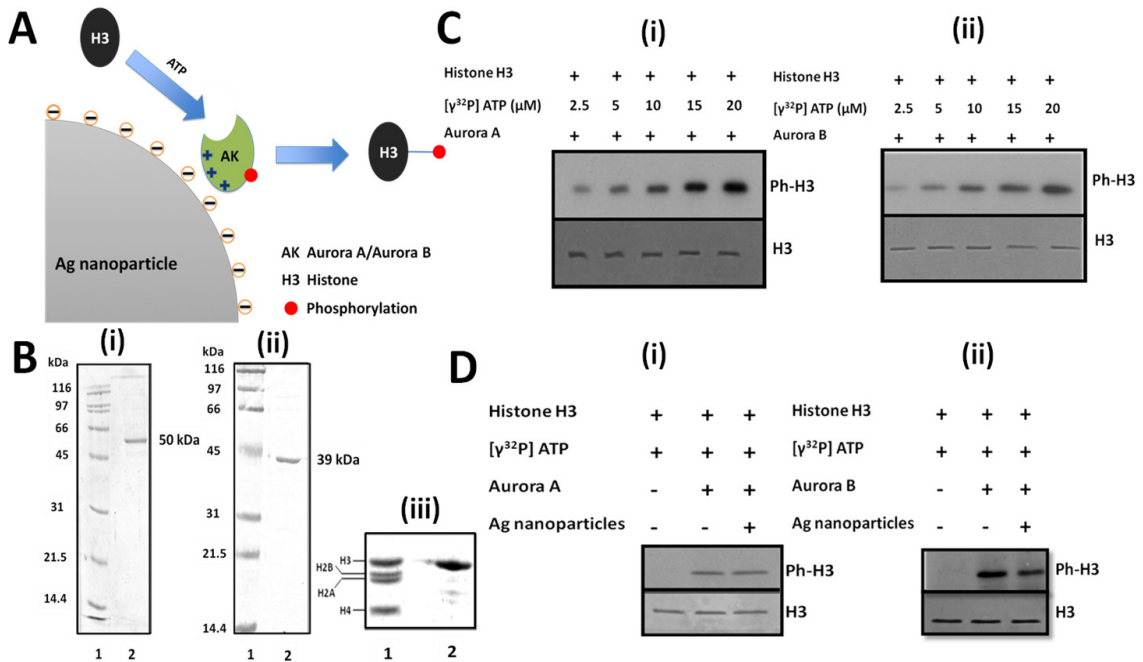 A
H3
ATP
AK
H3
Ag nanoparticle
AK Aurora A/Aurora B
H3 Histone
Phosphorylation
B
(i)
kDa
116
97
66
45
31
21.5
14.4
50 kDa
1 2
(ii)
kDa
116
97
66
45
31
21.5
14.4
39 kDa
1 2
(iii)
H3
H2B
H2A
H4
1 2
C
(i)
Histone H3 + + + + +
[γ³²P] ATP (μM) 2.5 5 10 15 20
Aurora A + + + + +
Ph-H3
H3
(ii)
Histone H3 + + + + +
[γ³²P] ATP (μM) 2.5 5 10 15 20
Aurora B + + + + +
Ph-H3
H3
D
(i)
Histone H3 + + +
[γ³²P] ATP + + +
Aurora A - + +
Ag nanoparticles - - +
Ph-H3
H3
(ii)
Histone H3 + + +
[γ³²P] ATP + + +
Aurora B - + +
Ag nanoparticles - - +
Ph-H3
H3